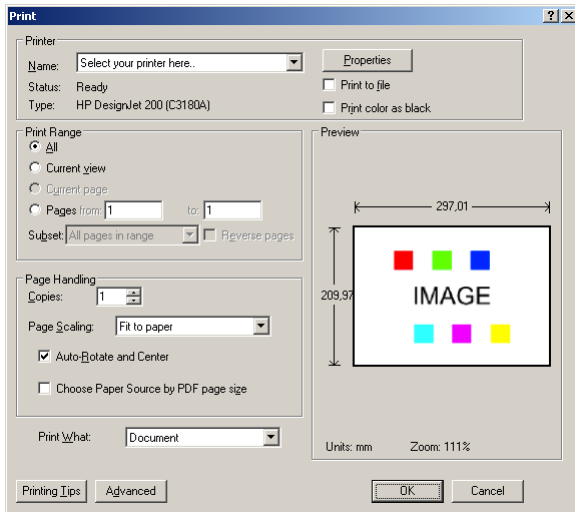 Print
Printer
Name: Select your printer here.. Properties
Status: Ready Print to file
Type: HP DesignJet 200 (C3180A) Print color as black
Print Range
All
Current view
Current page
Pages from: 1 to: 1
Subset: All pages in range Reverse pages
Page Handling
Copies: 1
Page Scaling: Fit to paper
Auto-Rotate and Center
Choose Paper Source by PDF page size
Print What: Document
Preview
297,01
209,97
IMAGE
Units: mm Zoom: 111%
Printing Tips Advanced OK Cancel